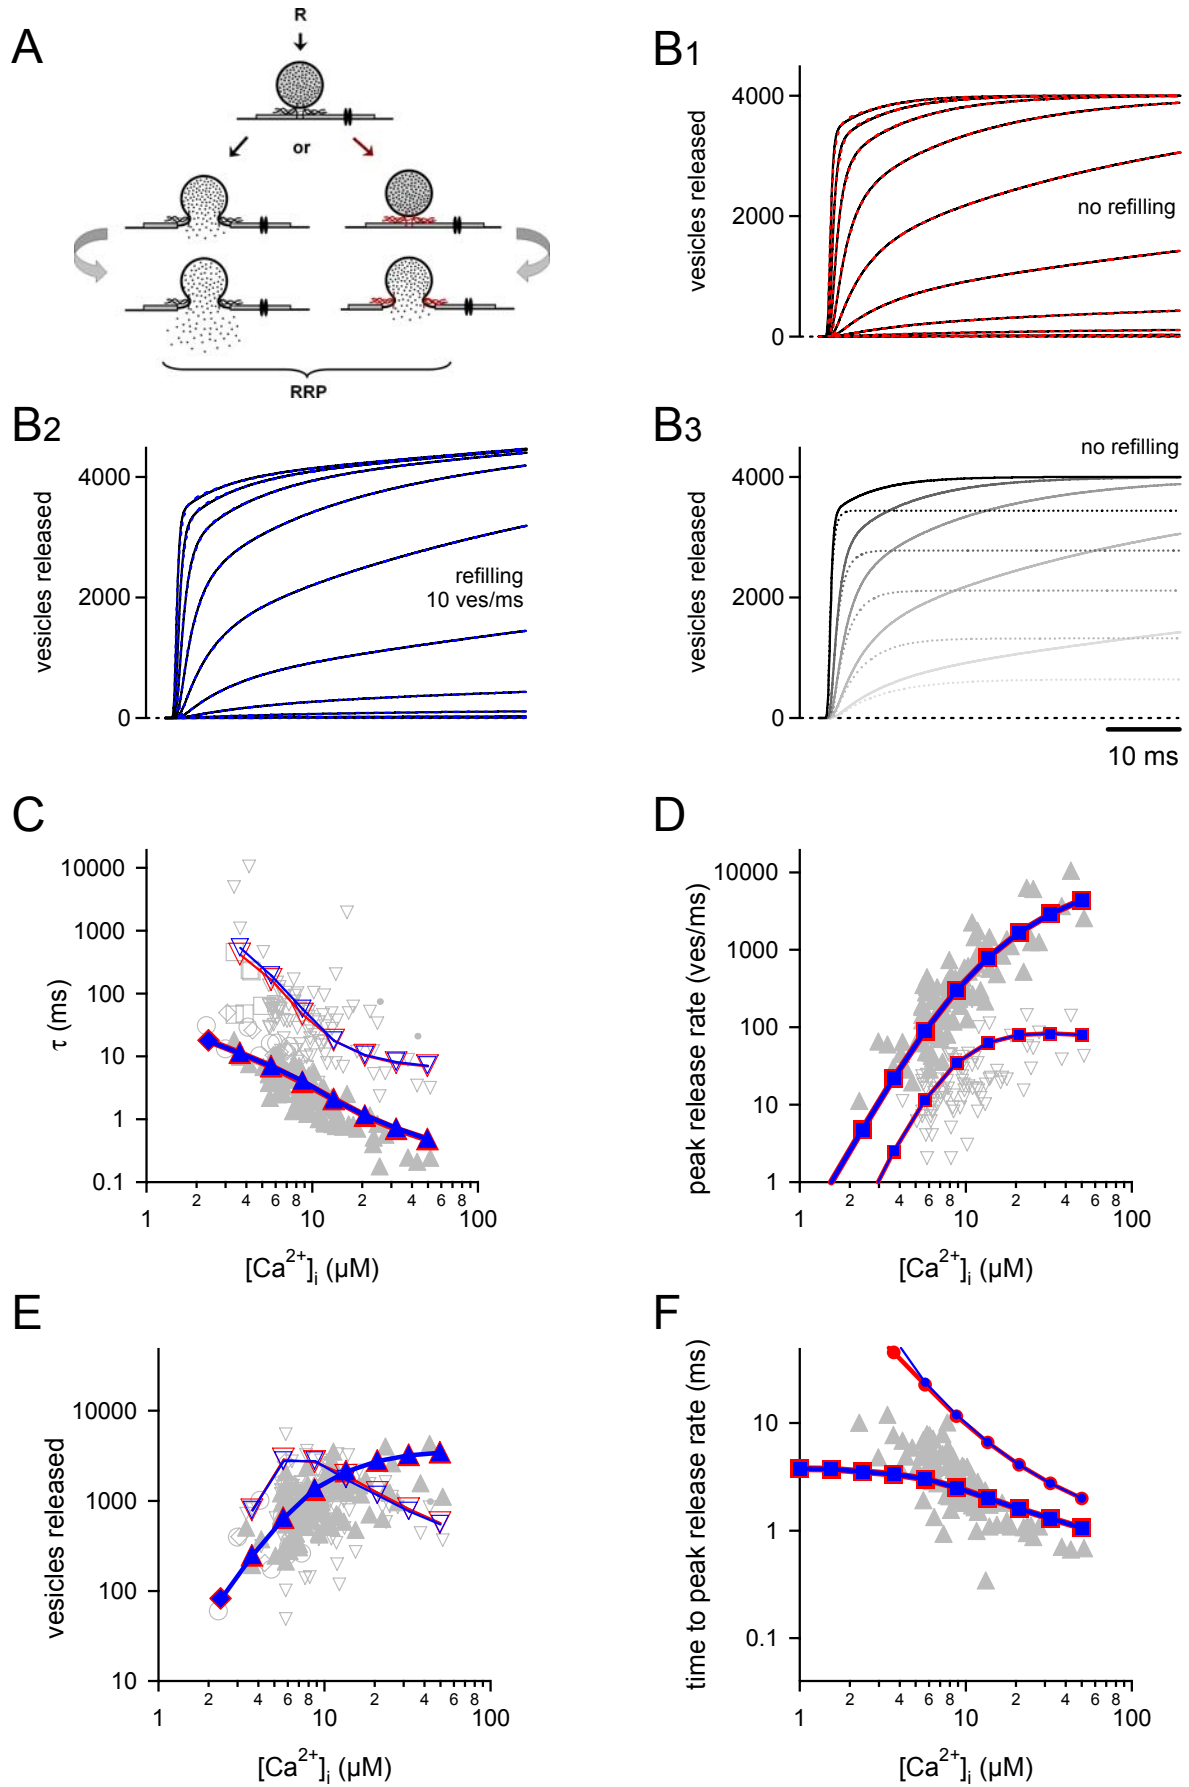 A
R
or
RRP
B1
vesicles released
4000
2000
0
no refilling
B2
vesicles released
4000
2000
0
refilling
10 ves/ms
B3
no refilling
vesicles released
4000
2000
0
10 ms
C
τ (ms)
10000
1000
100
10
1
0.1
2 4 6 8 2 4 6 8
1 10 100
[Ca2+]i (μM)
D
peak release rate (ves/ms)
10000
1000
100
10
1
2 4 6 8 2 4 6 8
1 10 100
[Ca2+]i (μM)
E
vesicles released
10000
1000
100
10
2 4 6 8 2 4 6 8
1 10 100
[Ca2+]i (μM)
F
time to peak release rate (ms)
10
1
0.1
2 4 6 8 2 4 6 8
1 10 100
[Ca2+]i (μM)